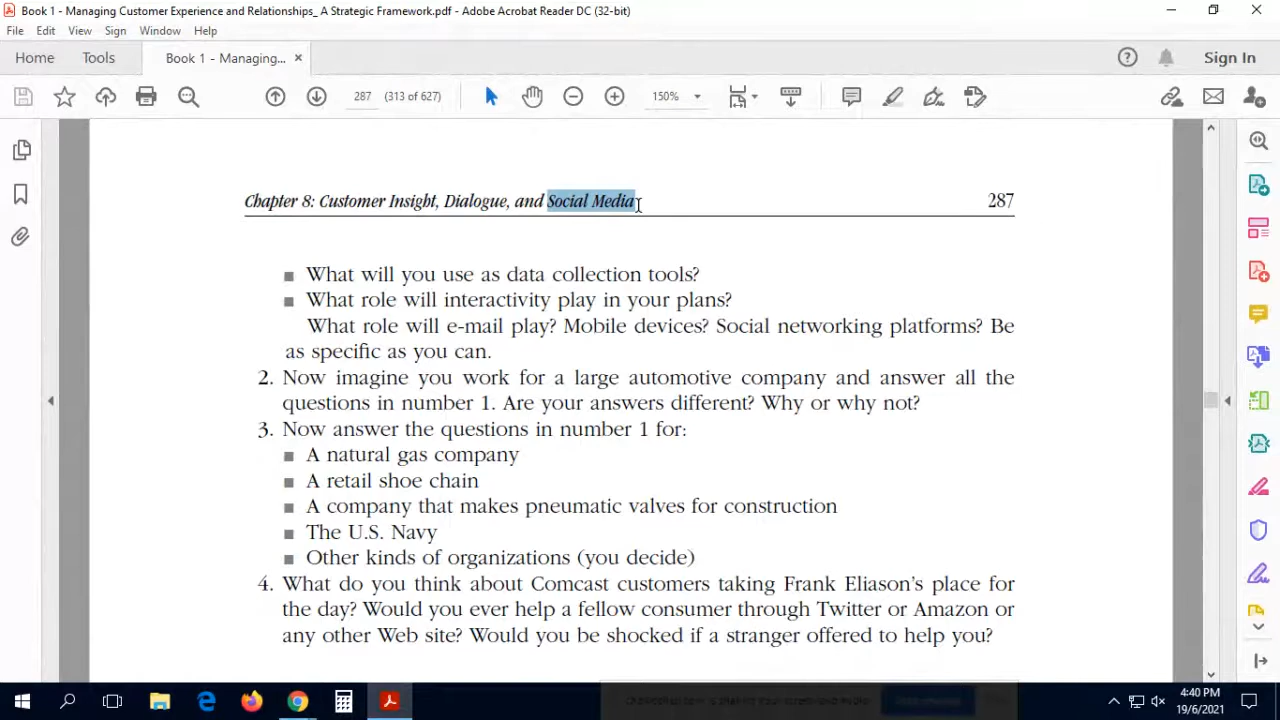 Book 1 - Managing Customer Experience and Relationships_ A Strategic Framework.pdf - Adobe Acrobat Reader DC (32-bit)
File Edit View Sign Window Help
Home Tools Book 1 - Managing... × Sign In
287 (313 of 627) 150%
Chapter 8: Customer Insight, Dialogue, and Social Media 287
■ What will you use as data collection tools?
■ What role will interactivity play in your plans?
What role will e-mail play? Mobile devices? Social networking platforms? Be
as specific as you can.
2. Now imagine you work for a large automotive company and answer all the
questions in number 1. Are your answers different? Why or why not?
3. Now answer the questions in number 1 for:
■ A natural gas company
■ A retail shoe chain
■ A company that makes pneumatic valves for construction
■ The U.S. Navy
■ Other kinds of organizations (you decide)
4. What do you think about Comcast customers taking Frank Eliason's place for
the day? Would you ever help a fellow consumer through Twitter or Amazon or
any other Web site? Would you be shocked if a stranger offered to help you?
4:40 PM
19/6/2021